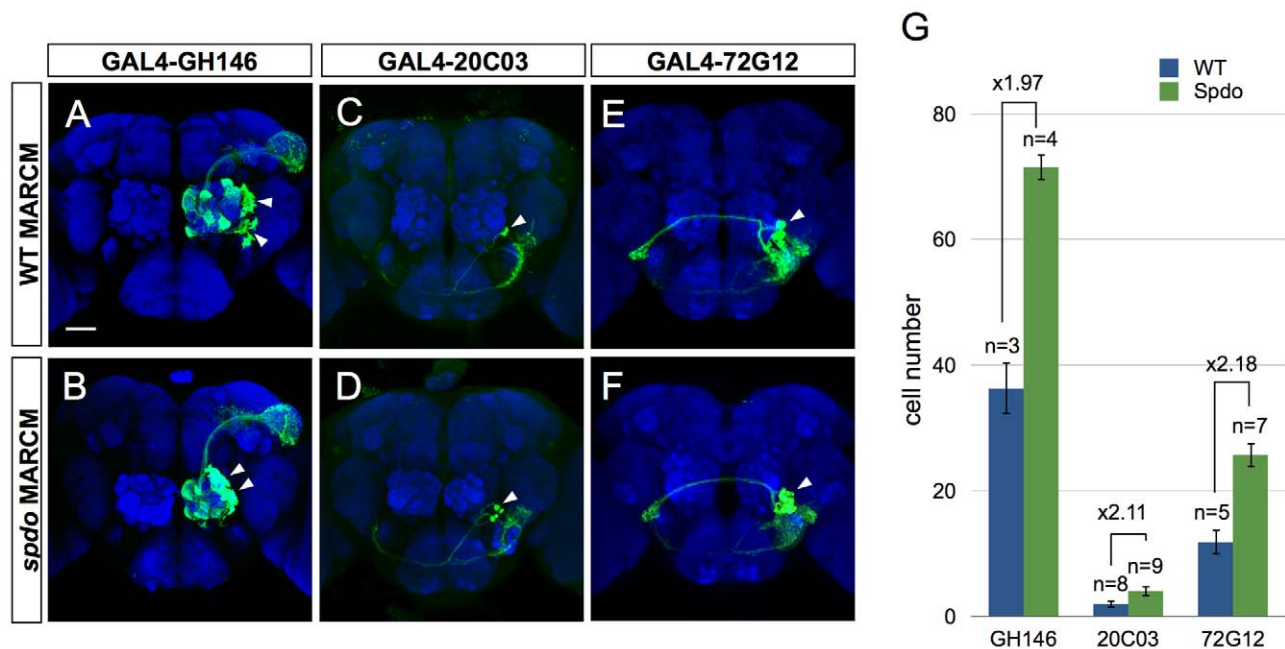 GAL4-GH146 GAL4-20C03 GAL4-72G12
WT MARCM
A C E
spdo MARCM
B D F
G
WT
Spdo
cell number
80
60
40
20
0
x1.97
n=3
n=4
x2.11
n=8
n=9
x2.18
n=5
n=7
GH146 20C03 72G12